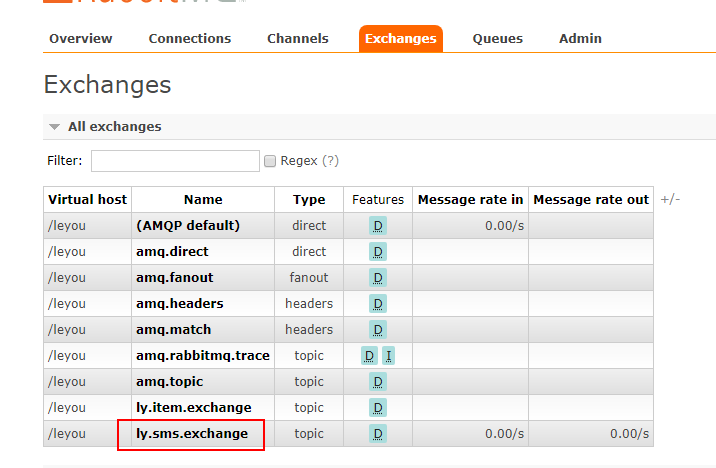 Overview Connections Channels Exchanges Queues Admin
Exchanges
All exchanges
Filter: Regex (?)
Virtual host Name Type Features Message rate in Message rate out +/-
/leyou (AMQP default) direct D 0.00/s
/leyou amq.direct direct D
/leyou amq.fanout fanout D
/leyou amq.headers headers D
/leyou amq.match headers D
/leyou amq.rabbitmq.trace topic D I
/leyou amq.topic topic D
/leyou ly.item.exchange topic D
/leyou ly.sms.exchange topic D 0.00/s 0.00/s